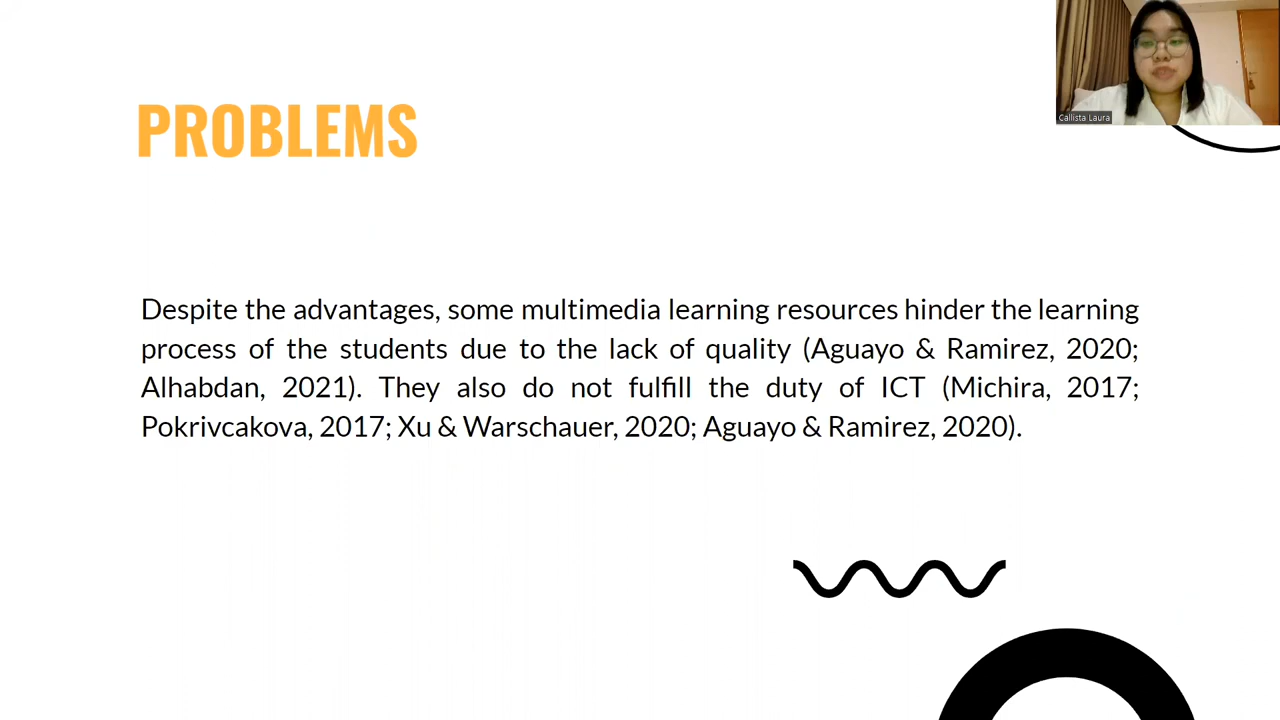 PROBLEMS
Callista Laura
Despite the advantages, some multimedia learning resources hinder the learning
process of the students due to the lack of quality (Aguayo & Ramirez, 2020;
Alhabdan, 2021). They also do not fulfill the duty of ICT (Michira, 2017;
Pokrivcakova, 2017; Xu & Warschauer, 2020; Aguayo & Ramirez, 2020).